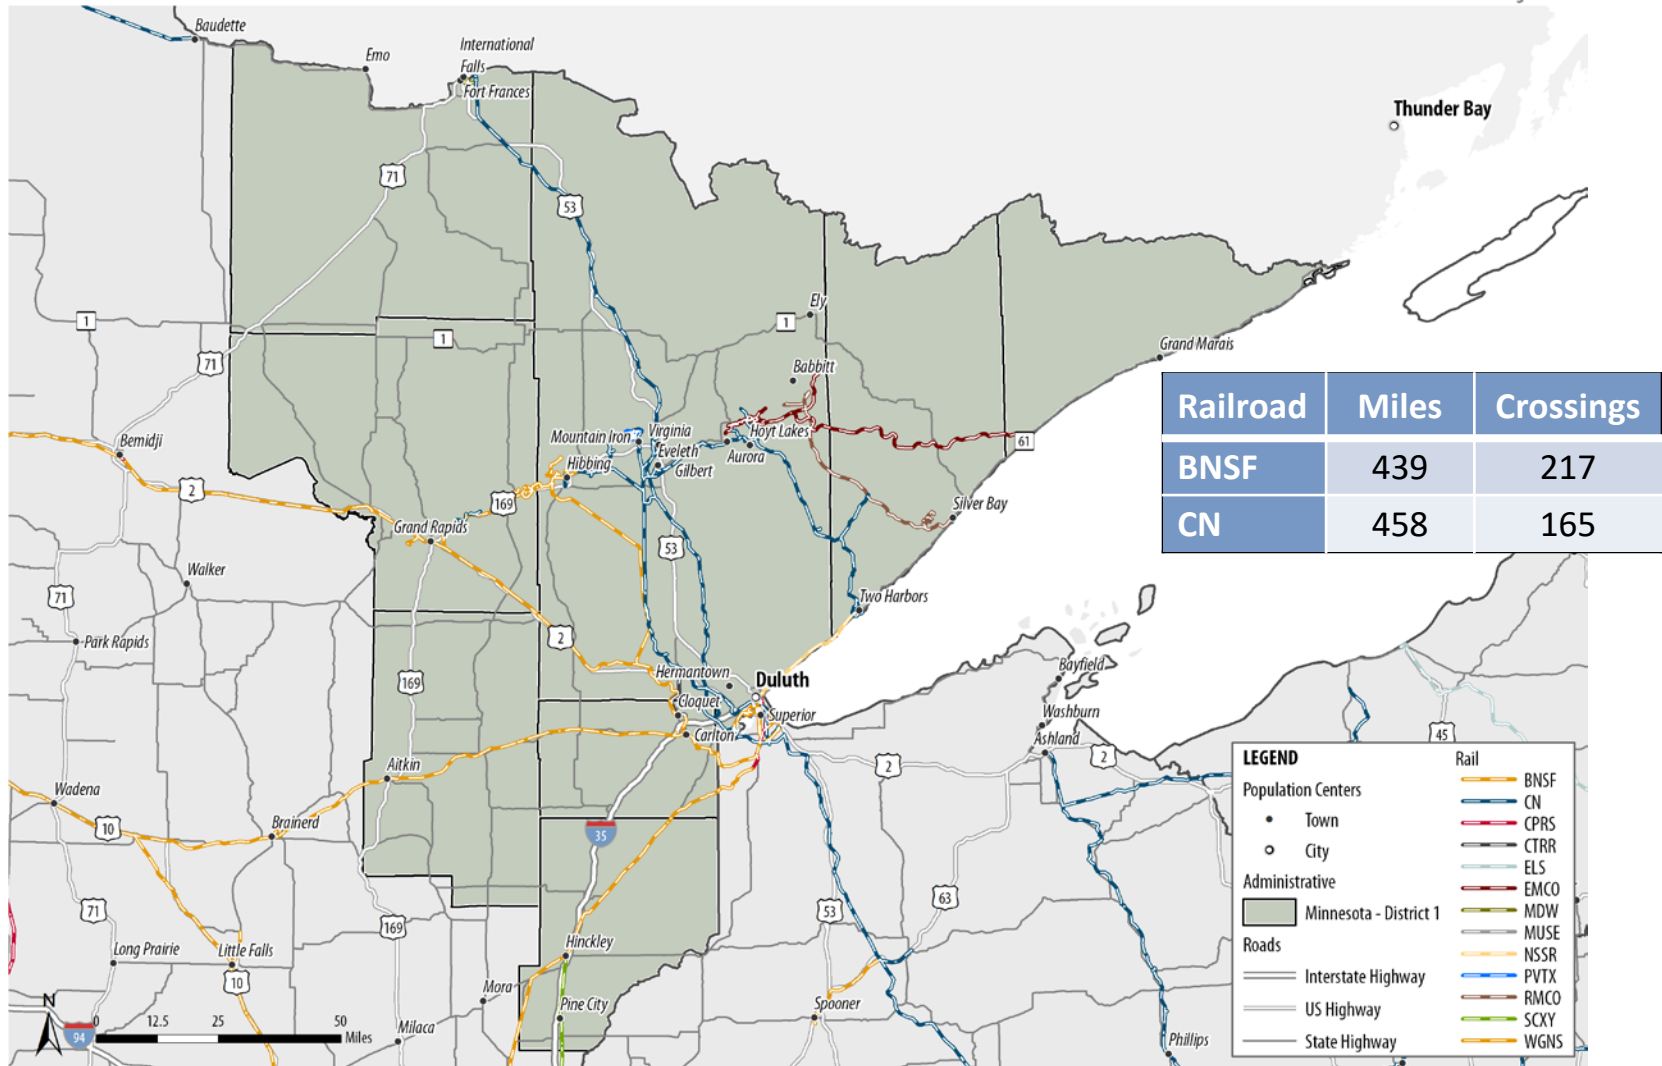 Baudette
Emo
International
Falls
Fort Frances
Thunder Bay
71
53
Ely
1
1
1
71
Grand Marais
Babbitt
Railroad Miles Crossings
BNSF 439 217
CN 458 165
Bemidji
Mountain Iron
Virginia
Hoyt Lakes
61
Eveleth
Aurora
Hibbing
Gilbert
2
169
Silver Bay
Grand Rapids
53
Walker
71
Two Harbors
Park Rapids
2
Bayfield
Hermantown
Duluth
169
Cloquet
Superior
Washburn
Carlton
Ashland
45
2
2
Aitkin
Wadena
10
Brainerd
35
71
169
53
63
Long Prairie
Little Falls
Hinckley
10
Mora
Pine City
Spooner
Milaca
Phillips
94
N
0 12.5 25 50
Miles
LEGEND
Population Centers
Town
City
Administrative
Minnesota - District 1
Roads
Interstate Highway
US Highway
State Highway
Rail
BNSF
CN
CPRS
CTRR
ELS
EMCO
MDW
MUSE
NSSR
PVTX
RMCO
SCXY
WGNS